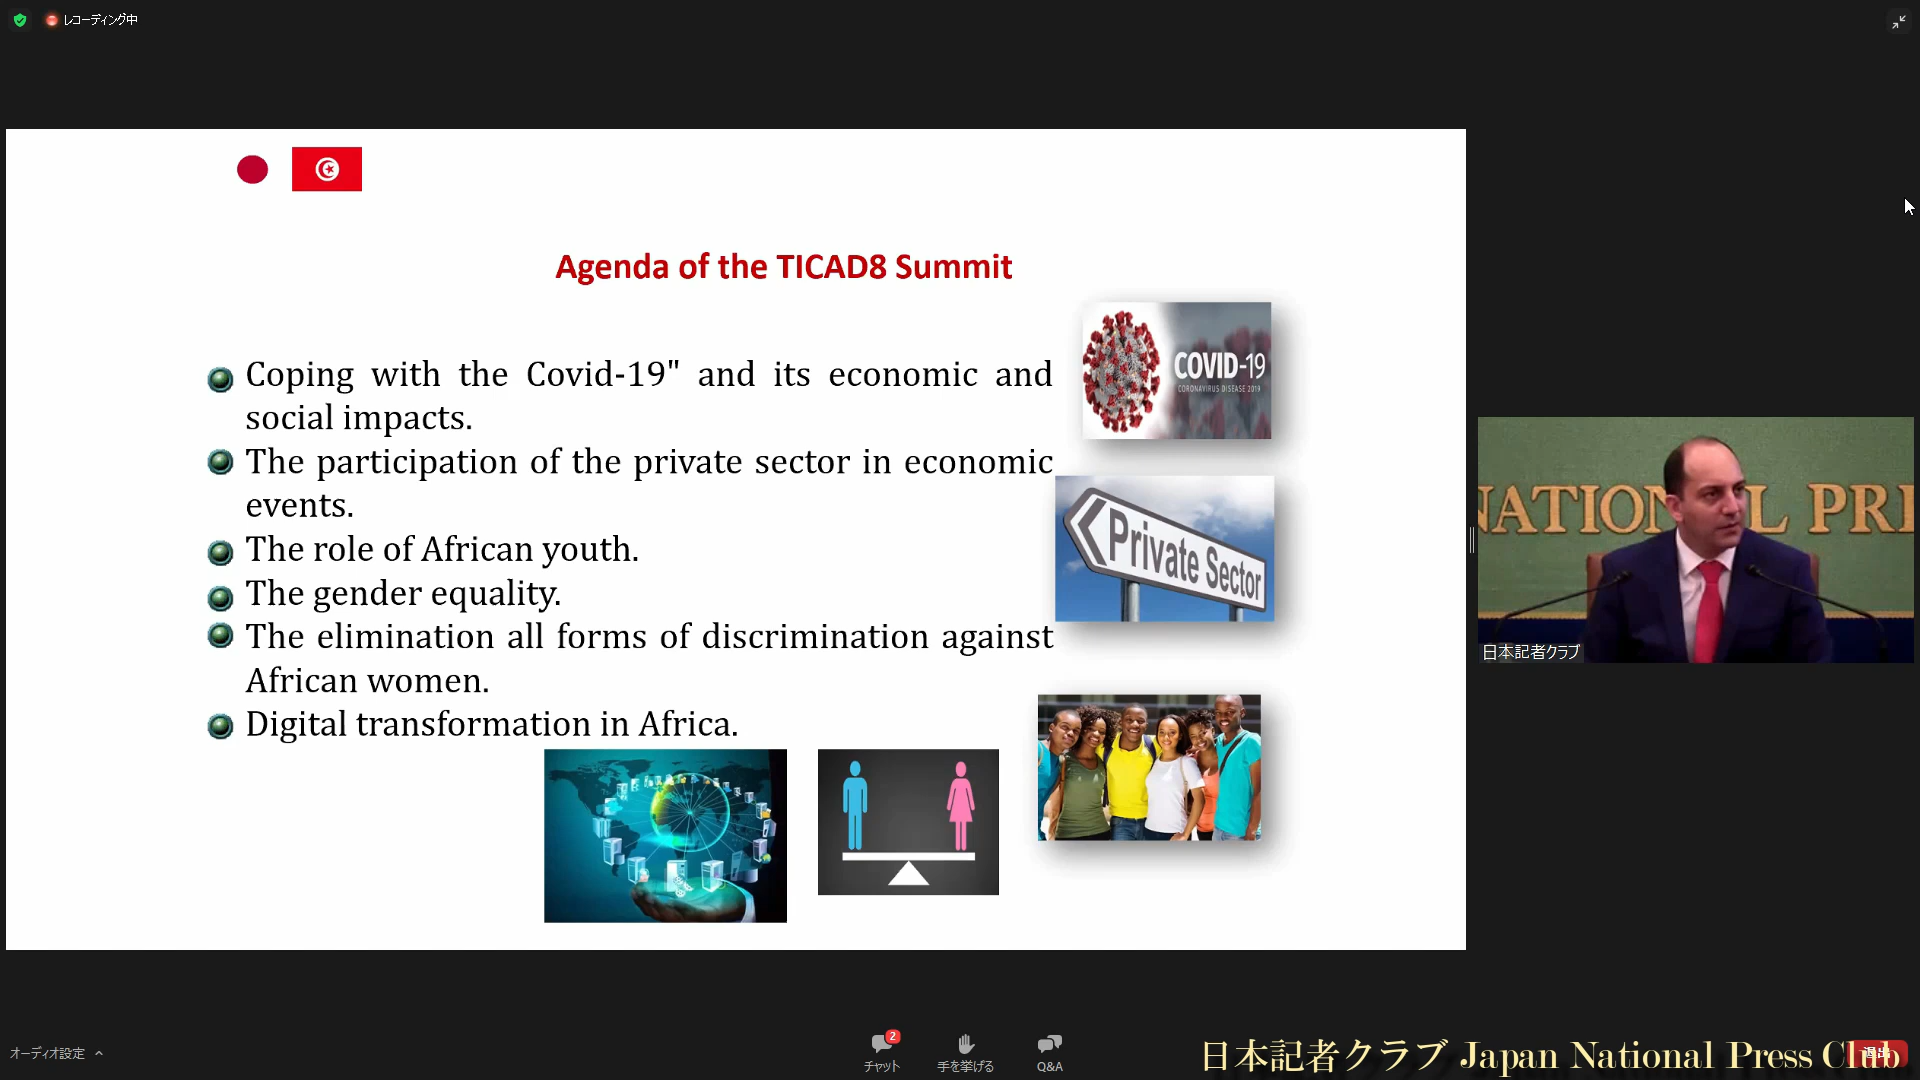 レコーディング中
Agenda of the TICAD8 Summit
Coping with the Covid-19" and its economic and
social impacts.
The participation of the private sector in economic
events.
The role of African youth.
The gender equality.
The elimination all forms of discrimination against
African women.
Digital transformation in Africa.
COVID-19
CORONAVIRUS DISEASE 2019
Private Sector
NATIONAL PRE
日本記者クラブ
オーディオ設定
2
チャット
手を挙げる
Q&A
退出
日本記者クラブ Japan National Press Club